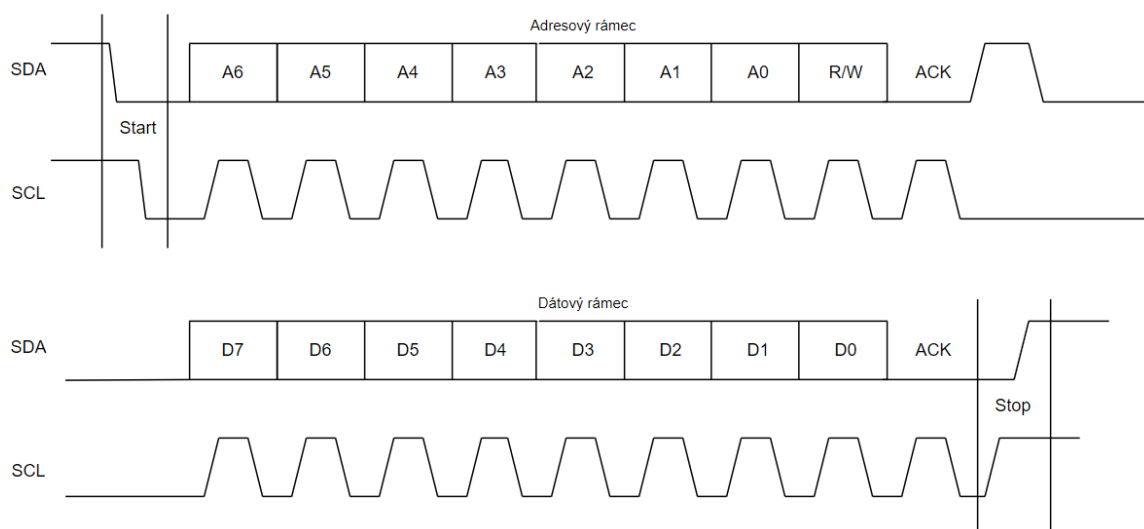 Adresový rámec
SDA A6 A5 A4 A3 A2 A1 A0 R/W ACK
Start
SCL
Dátový rámec
SDA D7 D6 D5 D4 D3 D2 D1 D0 ACK
Stop
SCL